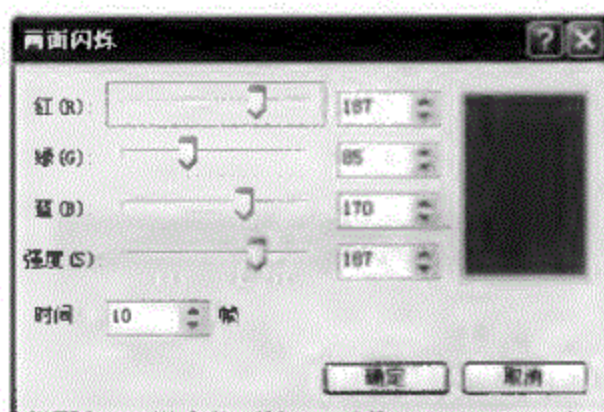 画面闪烁
红(R): 187
绿(G): 85
蓝(B) 170
强度(S): 187
时间 10 帧
确定 取消